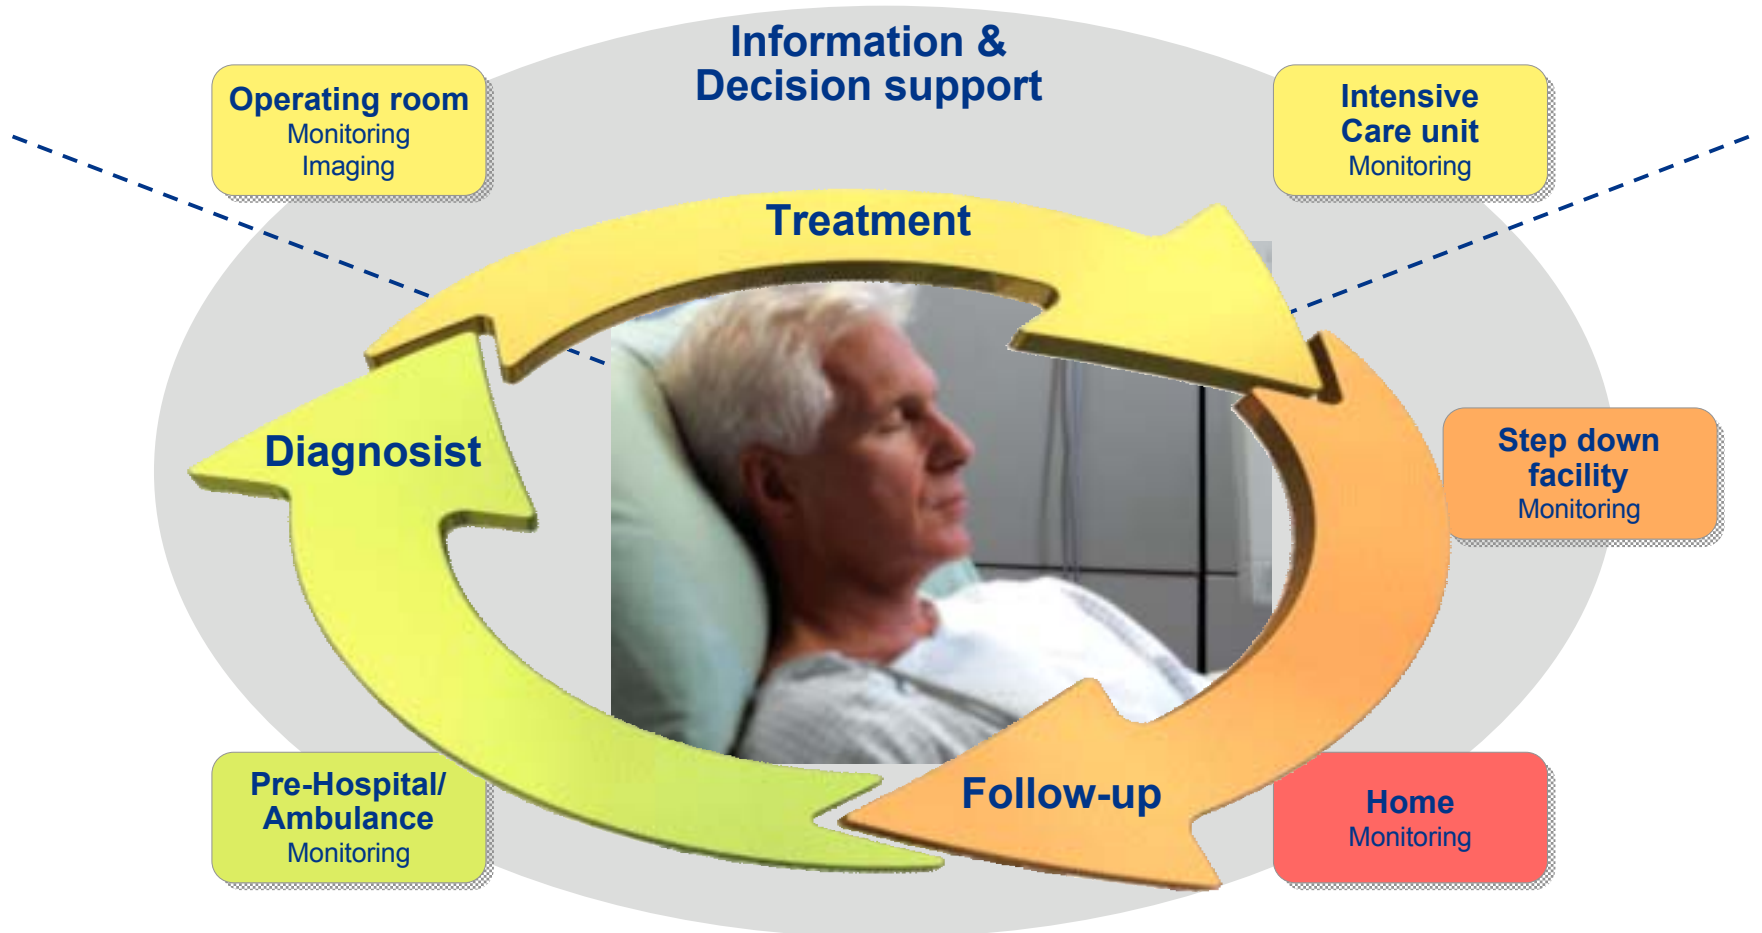 Information &
Decision support
Operating room
Monitoring
Imaging
Intensive
Care unit
Monitoring
Treatment
Diagnosist
Step down
facility
Monitoring
Pre-Hospital/
Ambulance
Monitoring
Follow-up
Home
Monitoring